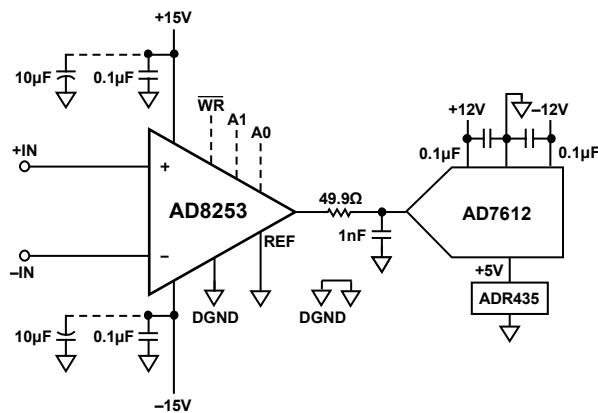 +15V
10µF
0.1µF
WR
A1
A0
+12V
–12V
0.1µF
0.1µF
+IN
+
AD8253
49.9Ω
AD7612
1nF
REF
–IN
–
+5V
DGND
DGND
ADR435
10µF
0.1µF
–15V